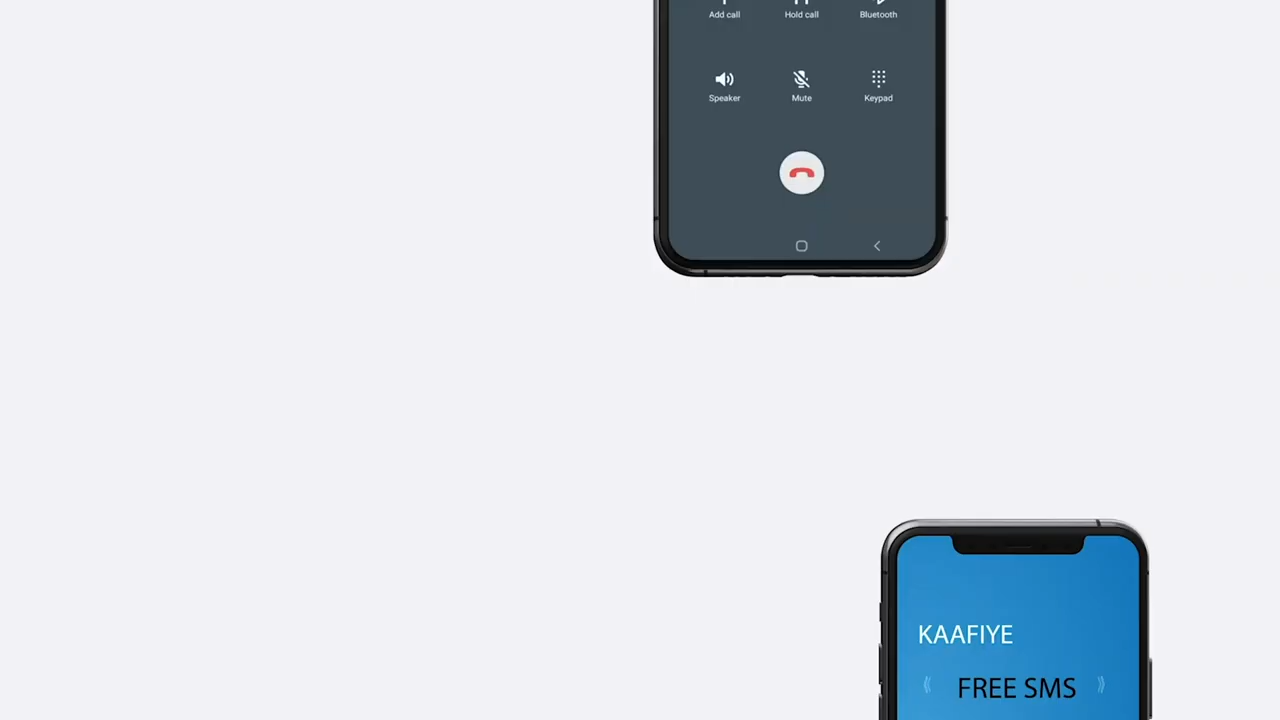 Add call Hold call Bluetooth
Speaker Mute Keypad
KAAFIYE
FREE SMS